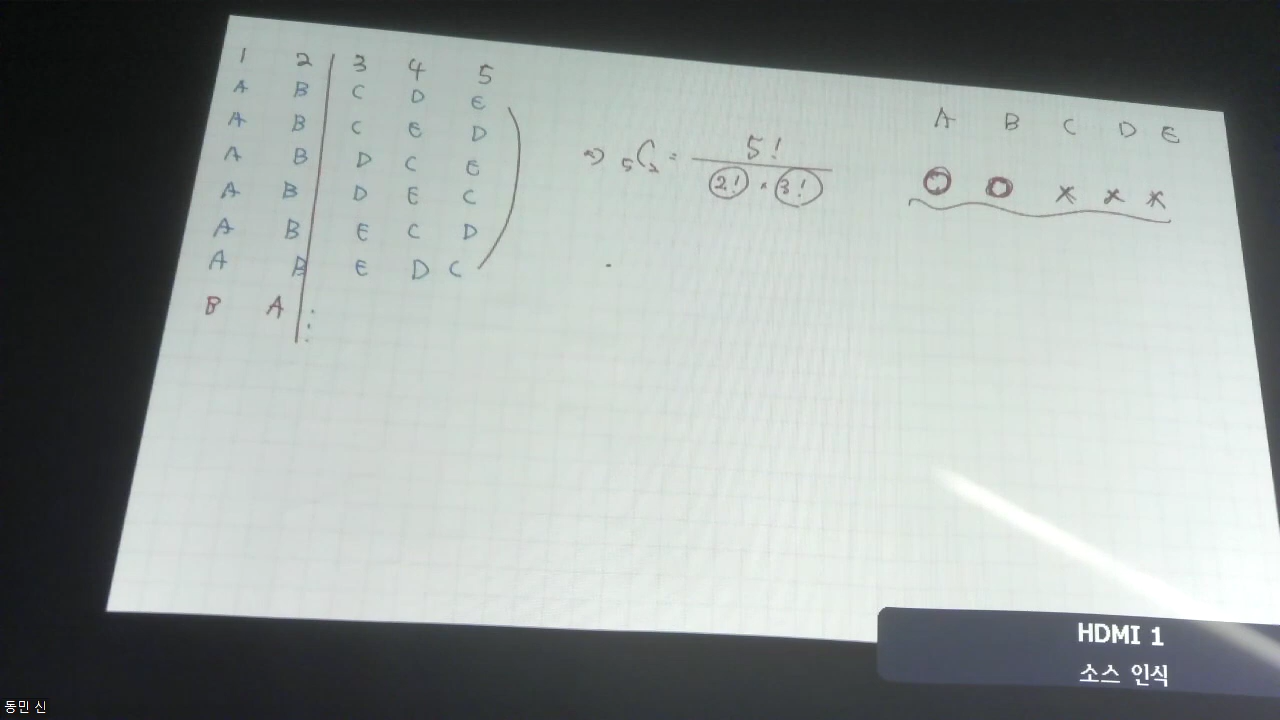 1 2 3 4 5
A B C D E
A B C E D
A B D C E
A B D E C
A B E C D
A B E D C
B A ⋮
⇒ ₅C₂ = 5! / (2! · 3!)
A B C D E
○ ○ × × ×
HDMI 1
소스 인식
동민 신